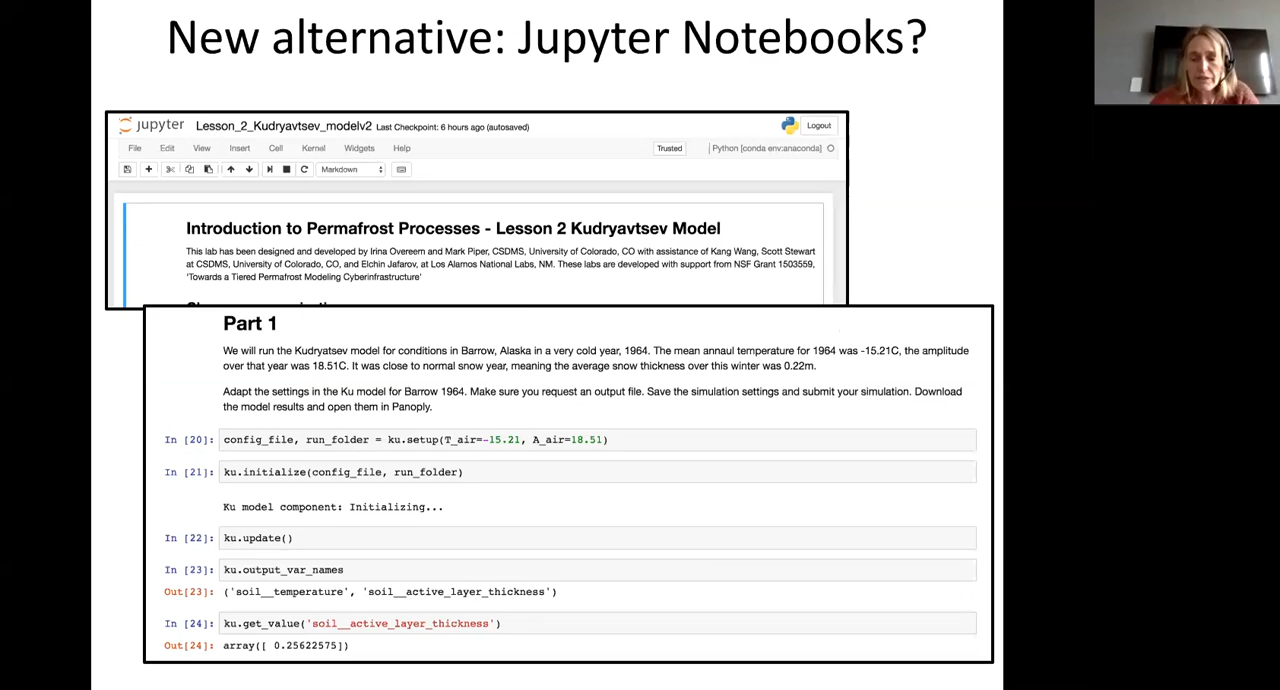 New alternative: Jupyter Notebooks?
jupyter Lesson_2_Kudryavtsev_modelv2 Last Checkpoint: 6 hours ago (autosaved)
Logout
File Edit View Insert Cell Kernel Widgets Help
Trusted
Python [conda env:anaconda]
Markdown
Introduction to Permafrost Processes - Lesson 2 Kudryavtsev Model
This lab has been designed and developed by Irina Overeem and Mark Piper, CSDMS, University of Colorado, CO with assistance of Kang Wang, Scott Stewart
at CSDMS, University of Colorado, CO, and Elchin Jafarov, at Los Alamos National Labs, NM. These labs are developed with support from NSF Grant 1503559,
'Towards a Tiered Permafrost Modeling Cyberinfrastructure'
Part 1
We will run the Kudryatsev model for conditions in Barrow, Alaska in a very cold year, 1964. The mean annaul temperature for 1964 was -15.21C, the amplitude
over that year was 18.51C. It was close to normal snow year, meaning the average snow thickness over this winter was 0.22m.
Adapt the settings in the Ku model for Barrow 1964. Make sure you request an output file. Save the simulation settings and submit your simulation. Download
the model results and open them in Panoply.
In [20]: config_file, run_folder = ku.setup(T_air=-15.21, A_air=18.51)
In [21]: ku.initialize(config_file, run_folder)
Ku model component: Initializing...
In [22]: ku.update()
In [23]: ku.output_var_names
Out[23]: ('soil__temperature', 'soil__active_layer_thickness')
In [24]: ku.get_value('soil__active_layer_thickness')
Out[24]: array([ 0.25622575])